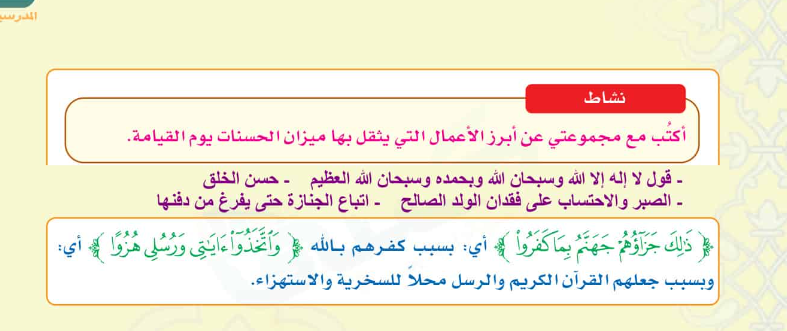 نشاط
أكتُب مع مجموعتي عن أبرز الأعمال التي يثقل بها ميزان الحسنات يوم القيامة.
- قول لا إله إلا الله وسبحان الله وبحمده وسبحان الله العظيم - حسن الخلق
- الصبر والاحتساب على فقدان الولد الصالح - اتباع الجنازة حتى يفرغ من دفنها
﴿ ذَٰلِكَ جَزَآؤُهُمۡ جَهَنَّمُ بِمَا كَفَرُواْ ﴾ أي: بسبب كفرهم بالله ﴿ وَٱتَّخَذُوٓاْ ءَايَٰتِي وَرُسُلِي هُزُوًا ﴾ أي:
وبسبب جعلهم القرآن الكريم والرسل محلاً للسخرية والاستهزاء.